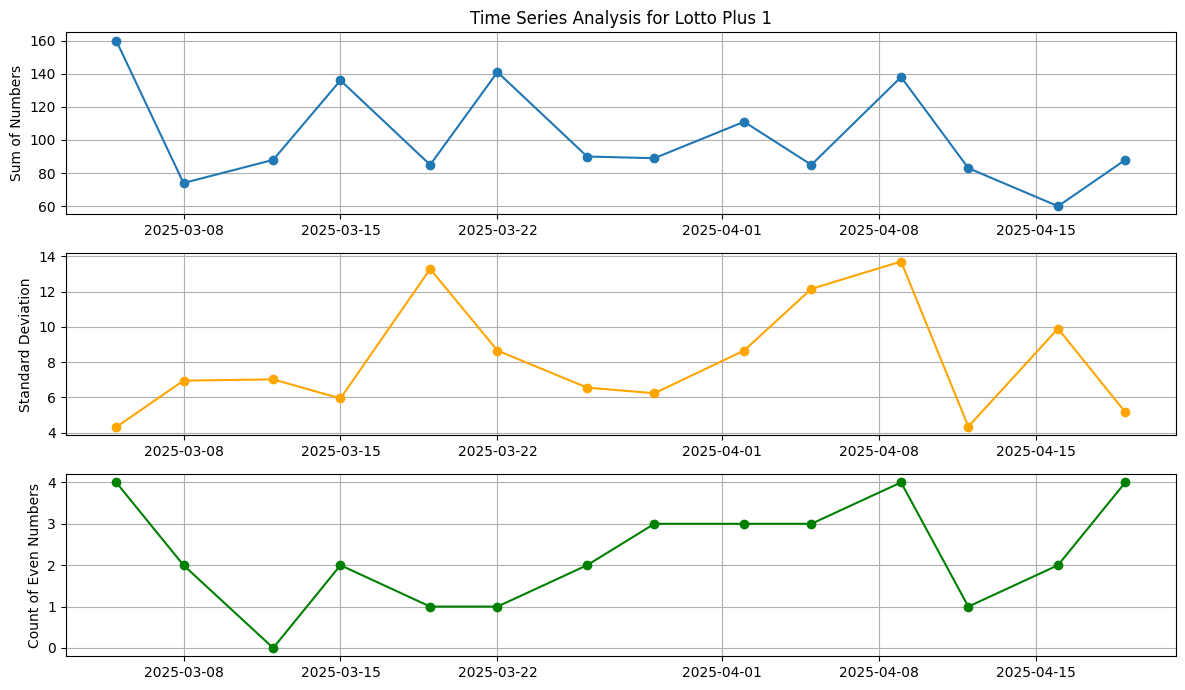 Time Series Analysis for Lotto Plus 1
Sum of Numbers
160
140
120
100
80
60
2025-03-08 2025-03-15 2025-03-22 2025-04-01 2025-04-08 2025-04-15
Standard Deviation
14
12
10
8
6
4
2025-03-08 2025-03-15 2025-03-22 2025-04-01 2025-04-08 2025-04-15
Count of Even Numbers
4
3
2
1
0
2025-03-08 2025-03-15 2025-03-22 2025-04-01 2025-04-08 2025-04-15